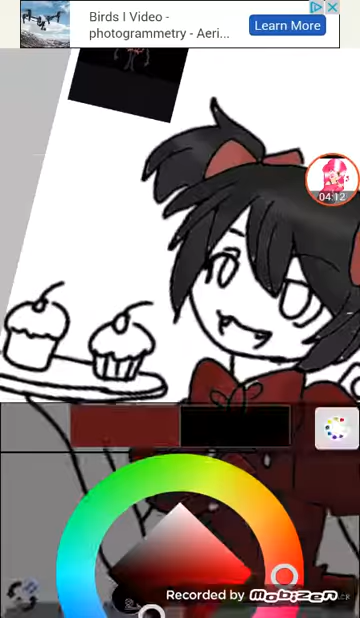 Birds I Video -
photogrammetry - Aeri...
Learn More
04:12
Recorded by MOBIZEN